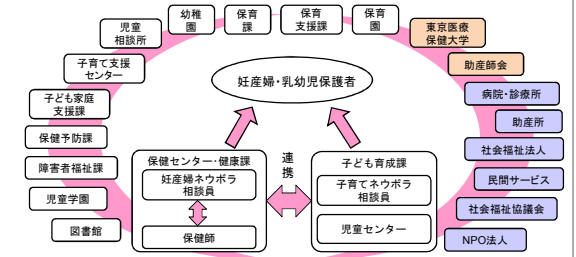 幼稚
園
保育
課
保育
支援課
保育
園
児童
相談所
東京医療
保健大学
子育て支援
センター
助産師会
妊産婦・乳幼児保護者
子ども家庭
支援課
病院・診療所
保健予防課
助産所
障害者福祉課
社会福祉法人
児童学園
民間サービス
図書館
社会福祉協議会
NPO法人
保健センター・健康課
妊産婦ネウボラ
相談員
保健師
連
携
子ども育成課
子育てネウボラ
相談員
児童センター